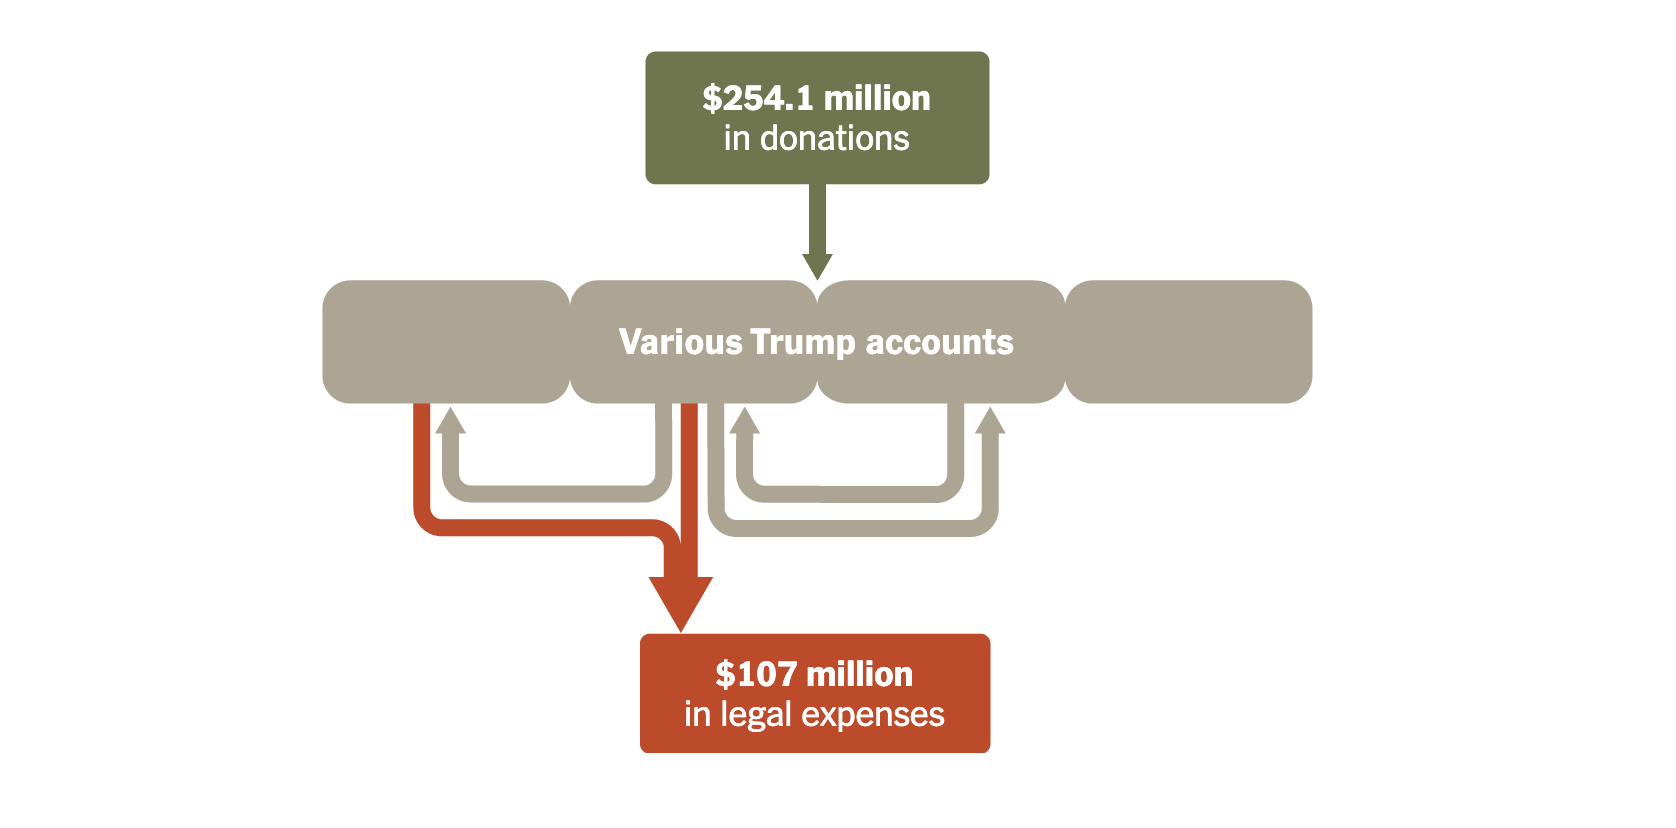 $254.1 million
in donations
Various Trump accounts
$107 million
in legal expenses